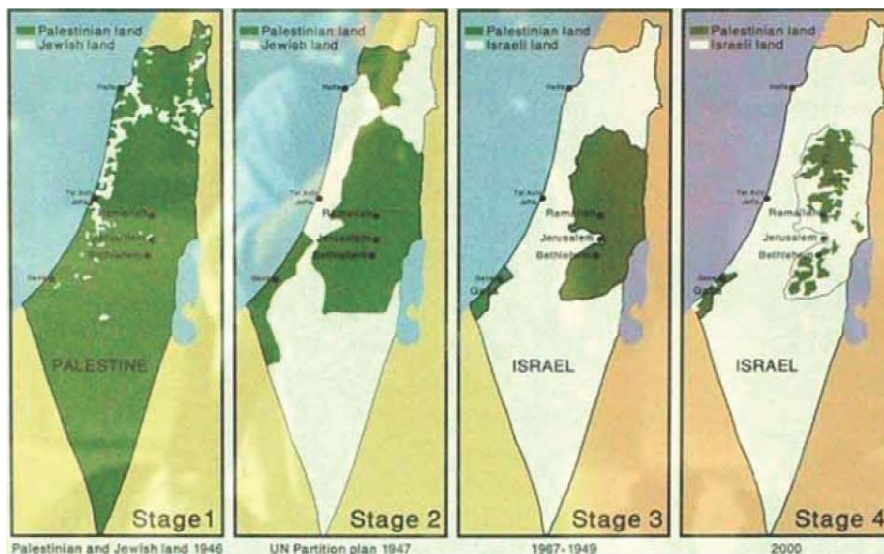 Palestinian land
Jewish land
Haifa
Tel Aviv
Jaffa
Ramallah
Jerusalem
Bethlehem
Gaza
PALESTINE
Stage 1
Palestinian and Jewish land 1946
Palestinian land
Jewish land
Haifa
Tel Aviv
Jaffa
Ramallah
Jerusalem
Bethlehem
Gaza
Stage 2
UN Partition plan 1947
Palestinian land
Israeli land
Haifa
Tel Aviv
Jaffa
Ramallah
Jerusalem
Bethlehem
Gaza
Gaza
ISRAEL
Stage 3
1967-1949
Palestinian land
Israeli land
Haifa
Tel Aviv
Jaffa
Ramallah
Jerusalem
Bethlehem
Gaza
Gaza
ISRAEL
Stage 4
2000